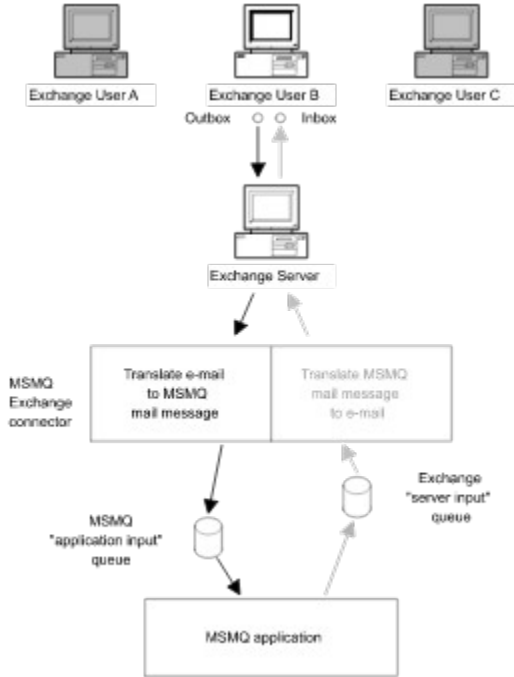 Exchange User A
Exchange User B
Exchange User C
Outbox
Inbox
Exchange Server
MSMQ
Exchange
connector
Translate e-mail
to MSMQ
mail message
Translate MSMQ
mail message
to e-mail
MSMQ
"application input"
queue
Exchange
"server input"
queue
MSMQ application